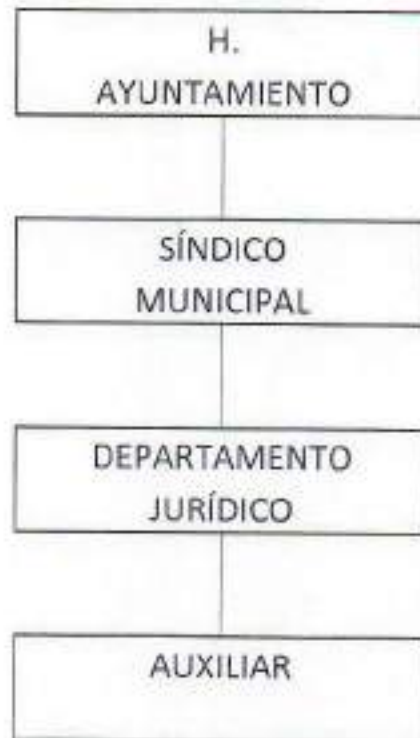 H.
AYUNTAMIENTO
SÍNDICO
MUNICIPAL
DEPARTAMENTO
JURÍDICO
AUXILIAR